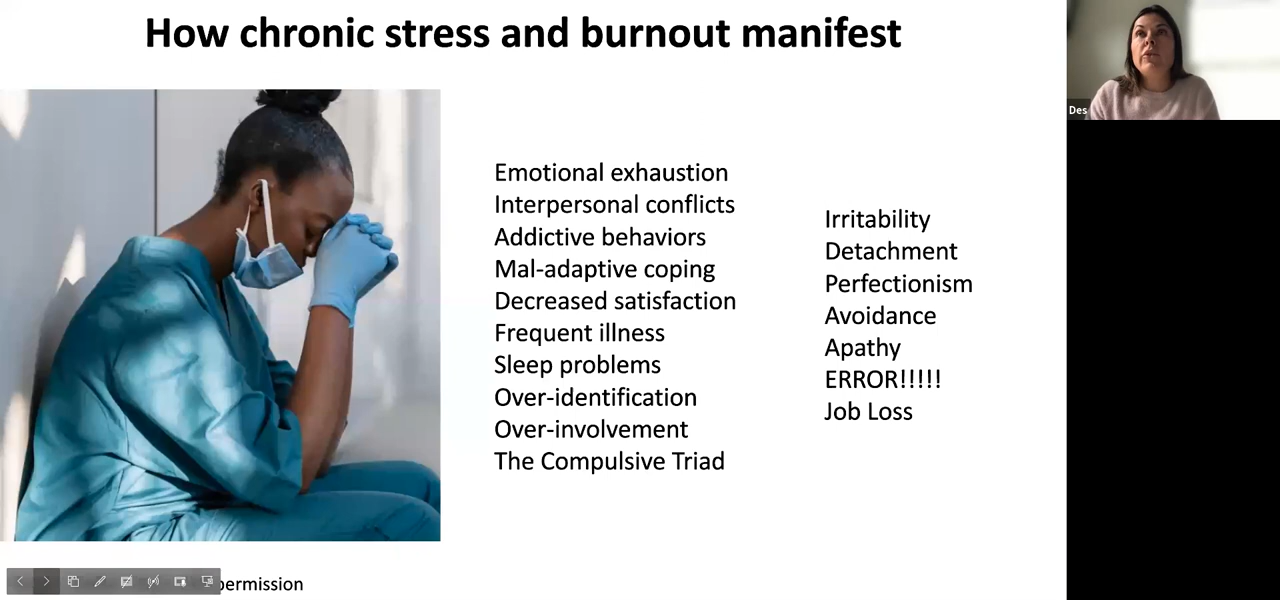 How chronic stress and burnout manifest
Des
Emotional exhaustion
Interpersonal conflicts
Addictive behaviors
Mal-adaptive coping
Decreased satisfaction
Frequent illness
Sleep problems
Over-identification
Over-involvement
The Compulsive Triad
Irritability
Detachment
Perfectionism
Avoidance
Apathy
ERROR!!!!!
Job Loss
permission